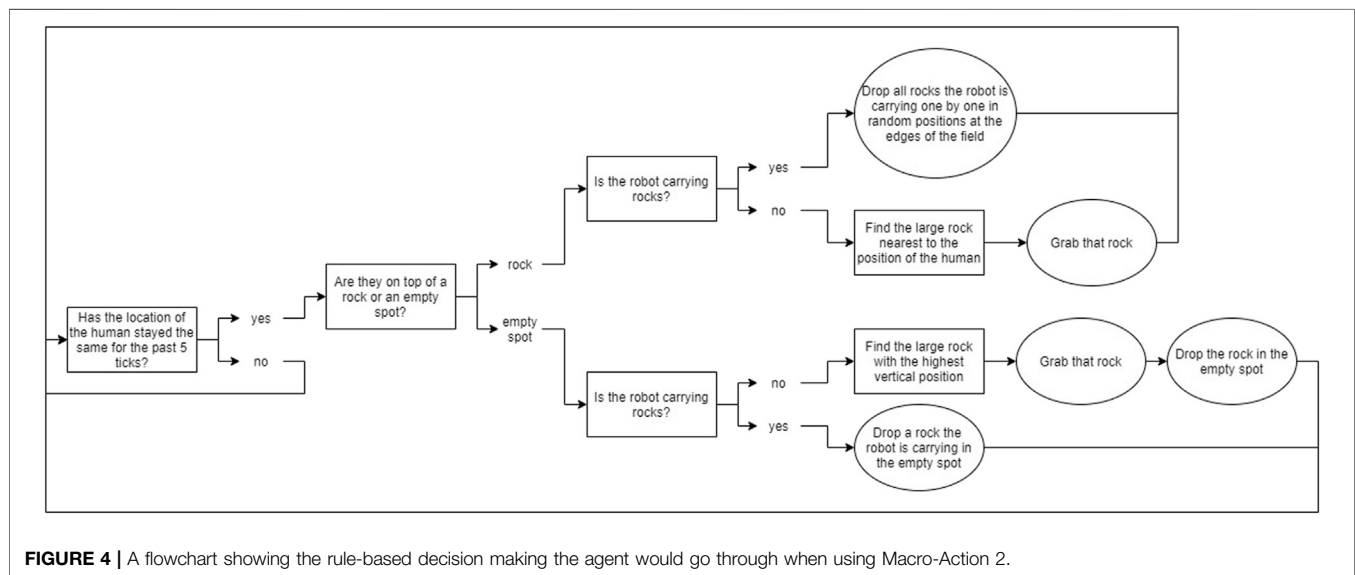 Has the location of
the human stayed the
same for the past 5
ticks?
yes
no
Are they on top of a
rock or an empty
spot?
rock
empty
spot
Is the robot carrying
rocks?
yes
no
Drop all rocks the robot is
carrying one by one in
random positions at the
edges of the field
Find the large rock
nearest to the
position of the human
Grab that rock
Is the robot carrying
rocks?
no
yes
Find the large rock
with the highest
vertical position
Grab that rock
Drop the rock in the
empty spot
Drop a rock the
robot is carrying in
the empty spot
FIGURE 4 | A flowchart showing the rule-based decision making the agent would go through when using Macro-Action 2.